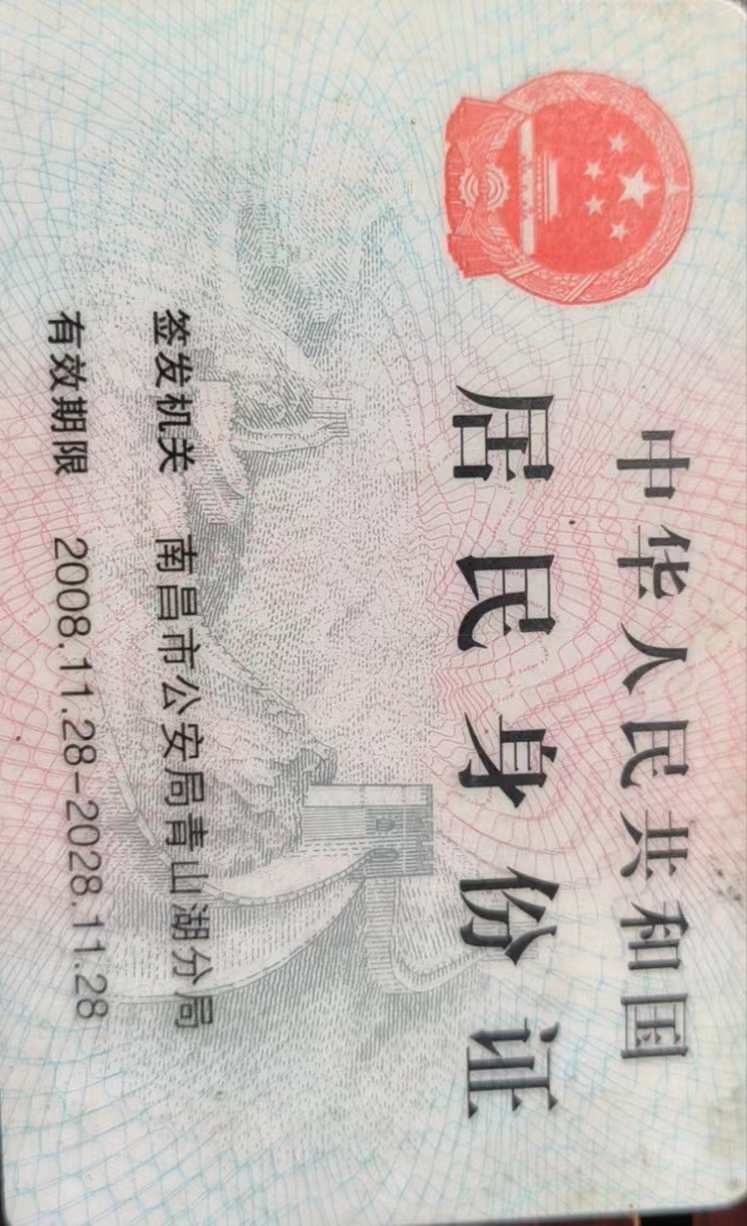 中华人民共和国
居民身份证
签发机关 南昌市公安局青山湖分局
有效期限 2008.11.28-2028.11.28